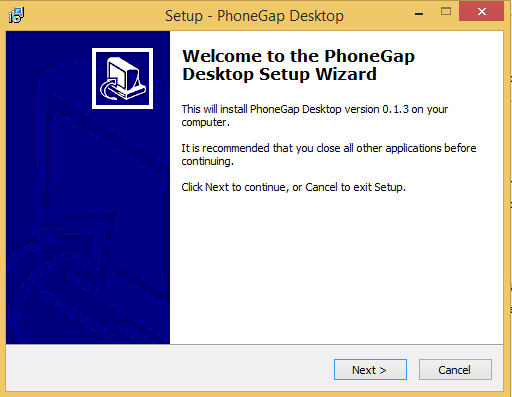 Setup - PhoneGap Desktop
Welcome to the PhoneGap
Desktop Setup Wizard
This will install PhoneGap Desktop version 0.1.3 on your
computer.
It is recommended that you close all other applications before
continuing.
Click Next to continue, or Cancel to exit Setup.
Next >
Cancel